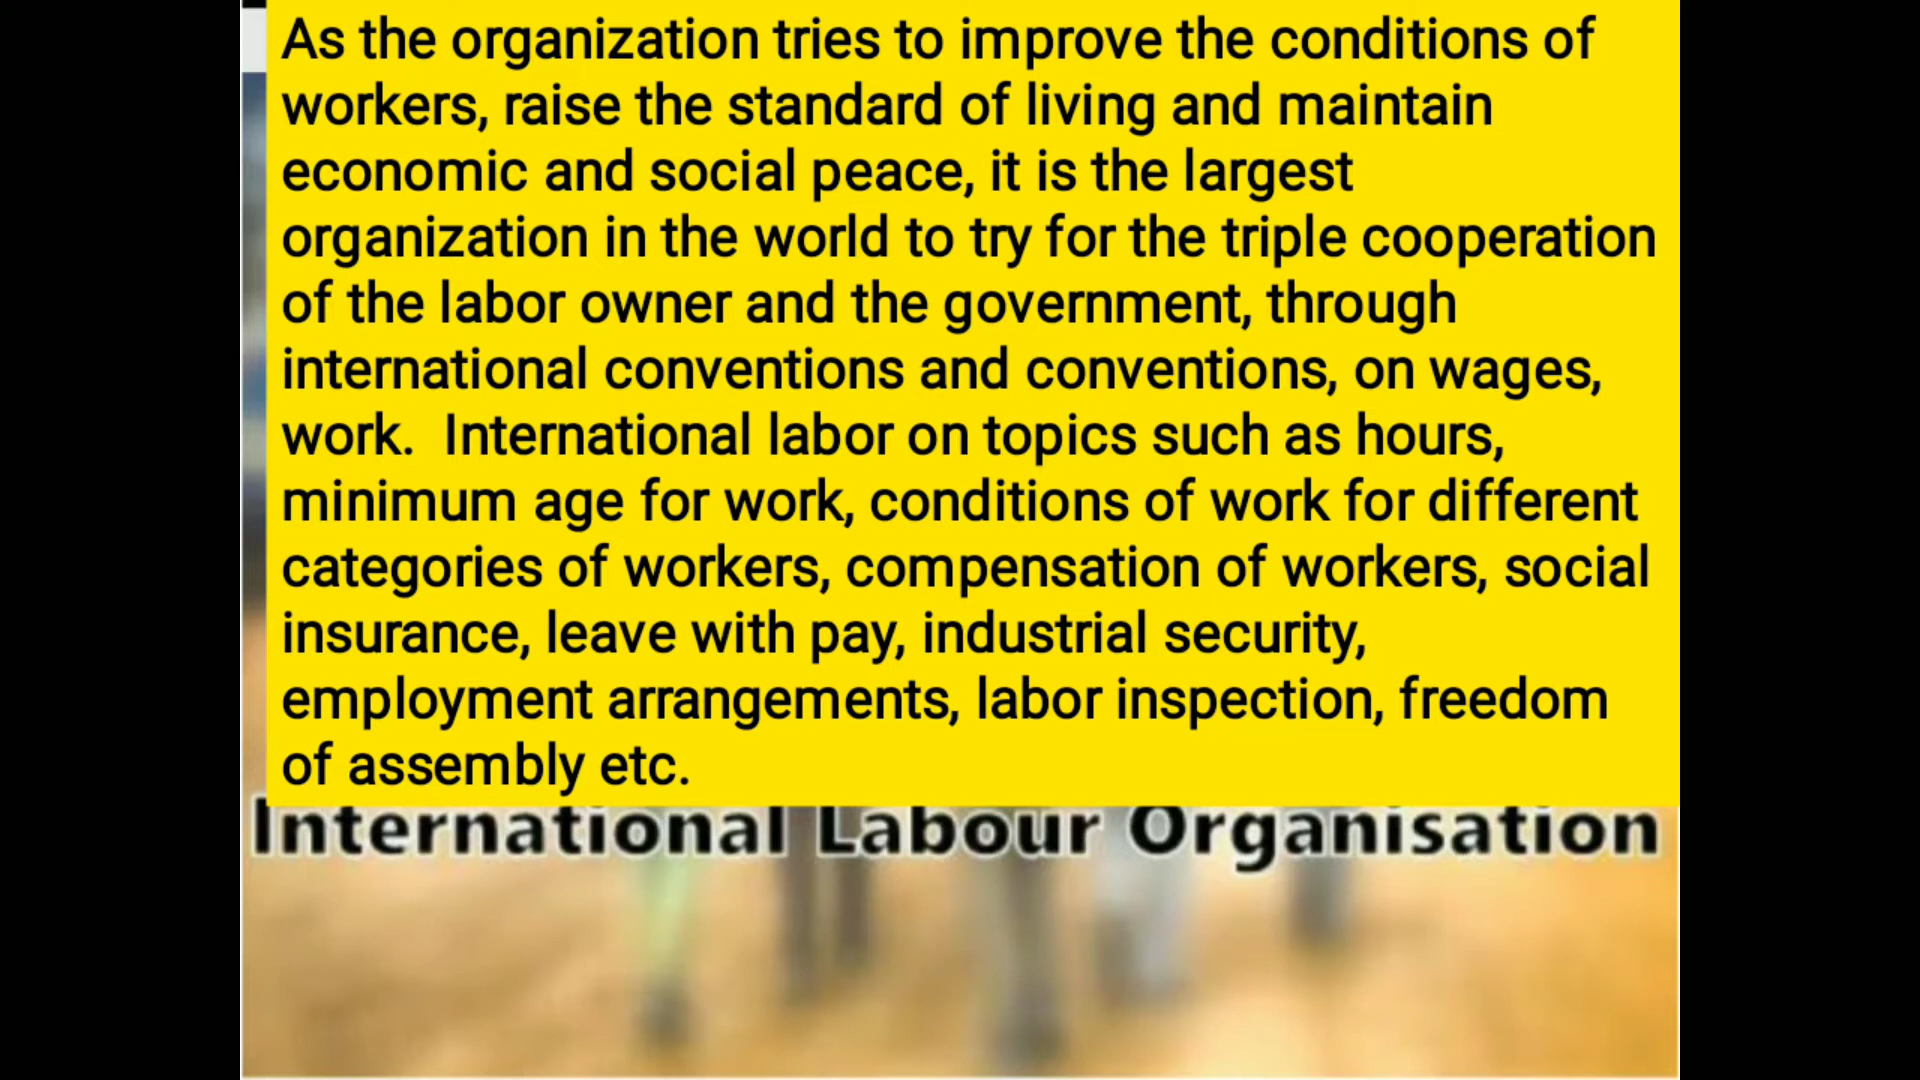 As the organization tries to improve the conditions of
workers, raise the standard of living and maintain
economic and social peace, it is the largest
organization in the world to try for the triple cooperation
of the labor owner and the government, through
international conventions and conventions, on wages,
work.  International labor on topics such as hours,
minimum age for work, conditions of work for different
categories of workers, compensation of workers, social
insurance, leave with pay, industrial security,
employment arrangements, labor inspection, freedom
of assembly etc.
International Labour Organisation